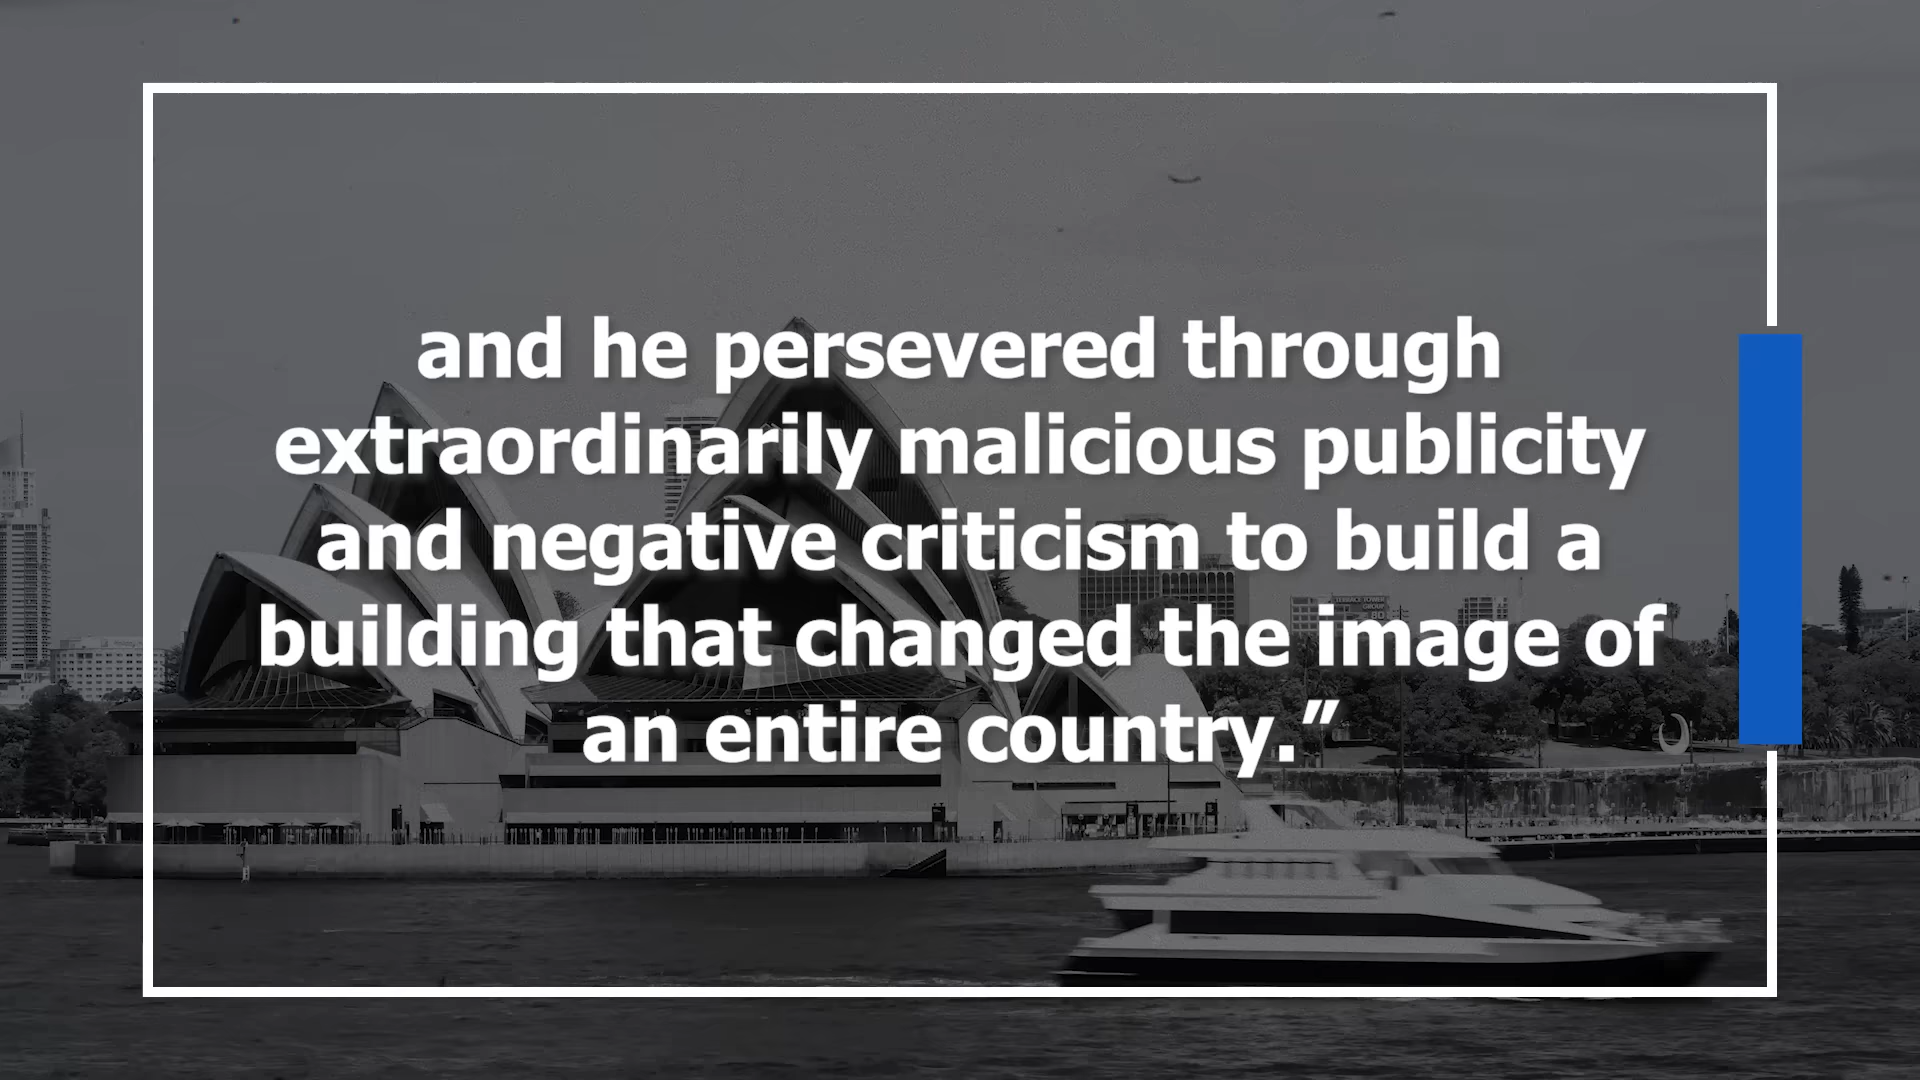 and he persevered through
extraordinarily malicious publicity
and negative criticism to build a
building that changed the image of
an entire country.”